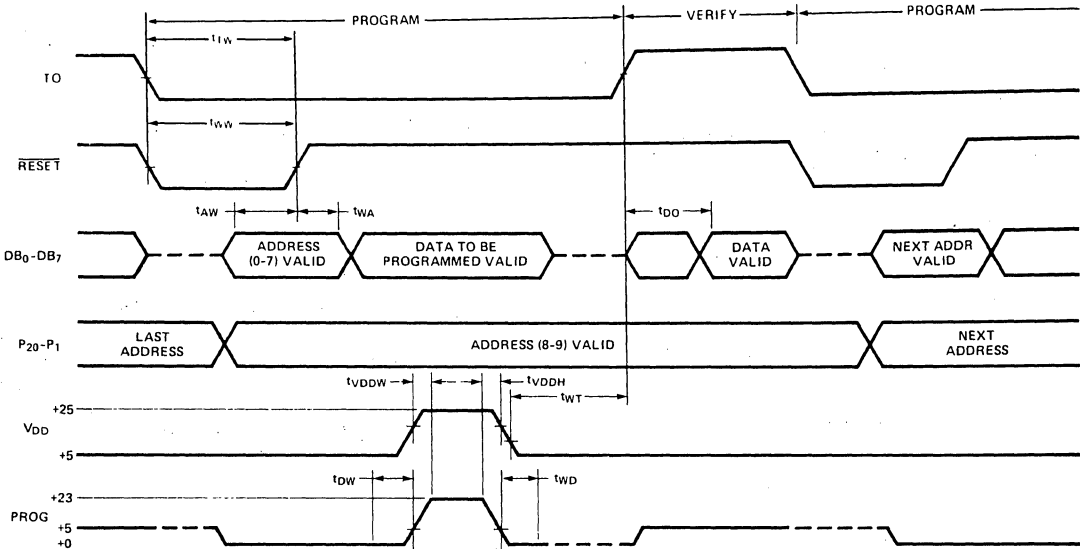 PROGRAM VERIFY PROGRAM
tTW
TO
tWW
RESET
tAW tWA tDO
DB0-DB7 ADDRESS (0-7) VALID DATA TO BE PROGRAMMED VALID DATA VALID NEXT ADDR VALID
P20-P1 LAST ADDRESS ADDRESS (8-9) VALID NEXT ADDRESS
tVDDW tVDDH
tWT
+25
VDD
+5
tDW tWD
+23
PROG
+5
+0